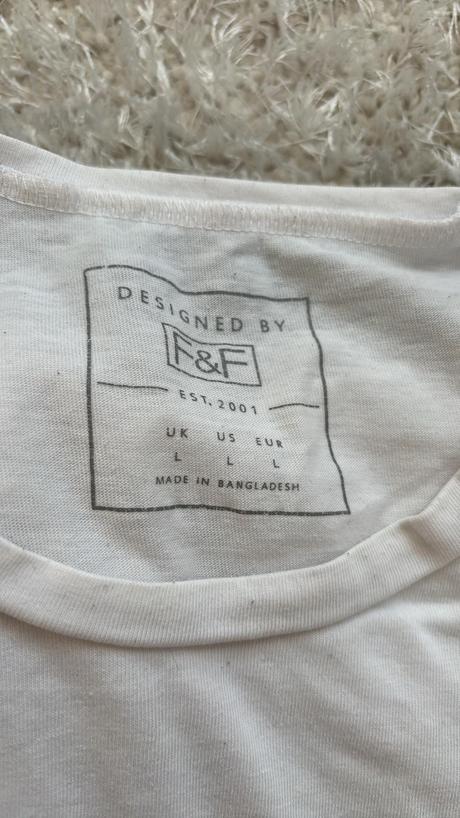 DESIGNED BY
F&F
EST. 2001
UK US EUR
L L L
MADE IN BANGLADESH